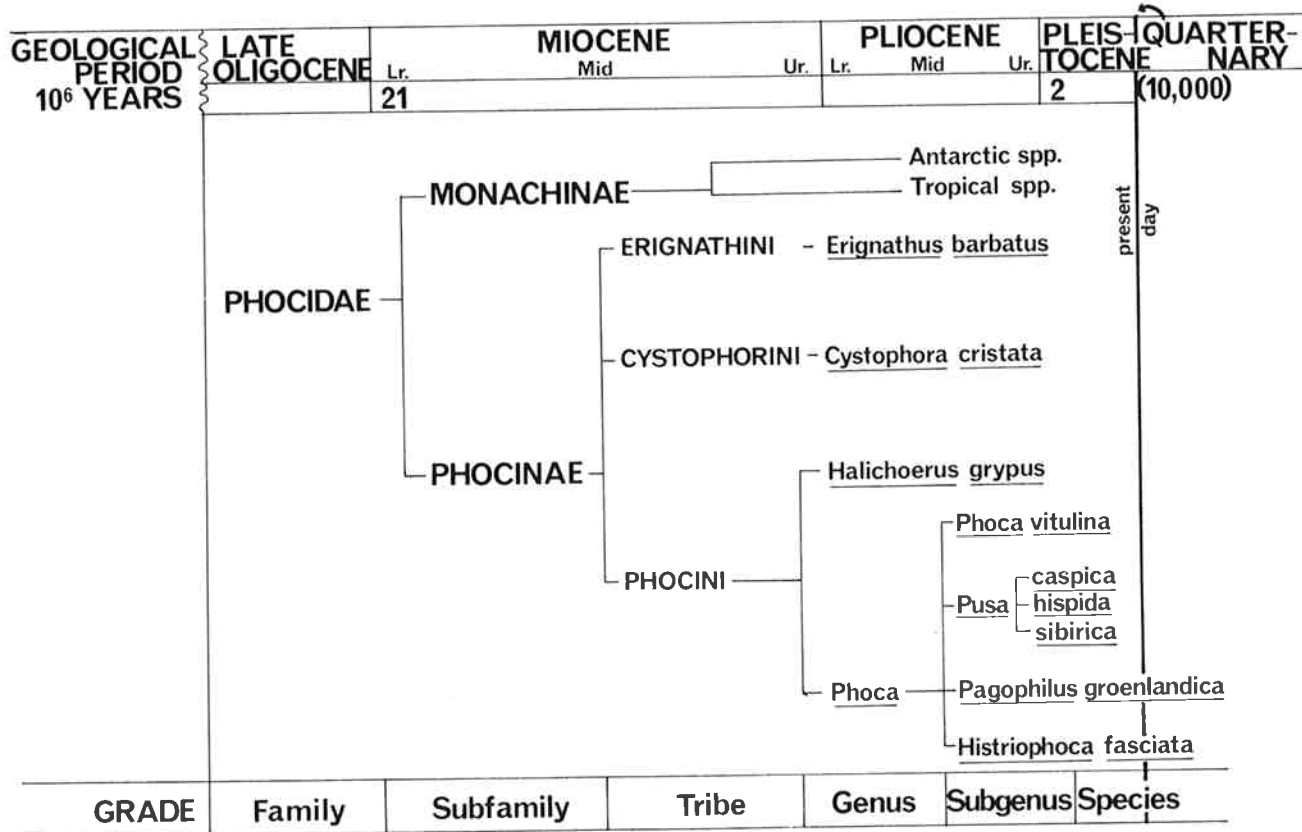 GEOLOGICAL PERIOD
10⁶ YEARS
LATE OLIGOCENE
MIOCENE
Lr. Mid Ur.
21
PLIOCENE
Lr. Mid Ur.
PLEIS-TOCENE
2
QUARTER-NARY
(10,000)
present day
Antarctic spp.
MONACHINAE
Tropical spp.
ERIGNATHINI - Erignathus barbatus
PHOCIDAE
CYSTOPHORINI - Cystophora cristata
PHOCINAE
Halichoerus grypus
Phoca vitulina
PHOCINI
caspica
Pusa hispida
sibirica
Phoca Pagophilus groenlandica
Histriophoca fasciata
GRADE Family Subfamily Tribe Genus Subgenus Species